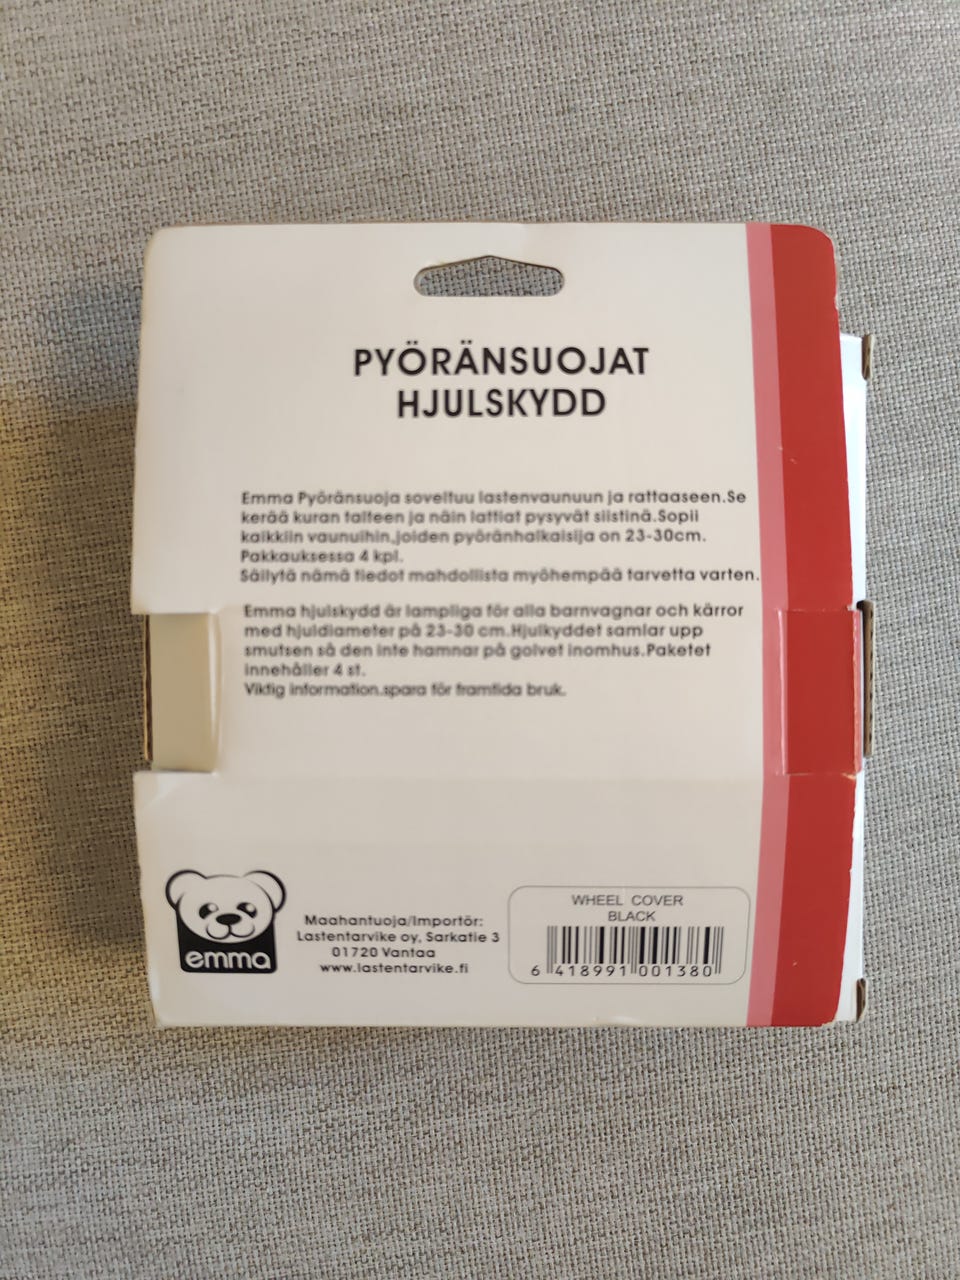 PYÖRÄNSUOJAT
HJULSKYDD
Emma Pyöränsuoja soveltuu lastenvaunuun ja rattaaseen.Se
kerää kuran talteen ja näin lattiat pysyvät siistinä.Sopii
kaikkiin vaunuihin,joiden pyöränhalkaisija on 23-30cm.
Pakkauksessa 4 kpl.
Säilytä nämä tiedot mahdollista myöhempää tarvetta varten.
Emma hjulskydd är lampliga för alla barnvagnar och kärror
med hjuldiameter på 23-30 cm.Hjulkyddet samlar upp
smutsen så den inte hamnar på golvet inomhus.Paketet
innehåller 4 st.
Viktig information.spara för framtida bruk.
emma
Maahantuoja/Importör:
Lastentarvike oy, Sarkatie 3
01720 Vantaa
www.lastentarvike.fi
WHEEL COVER
BLACK
6 418991 001380